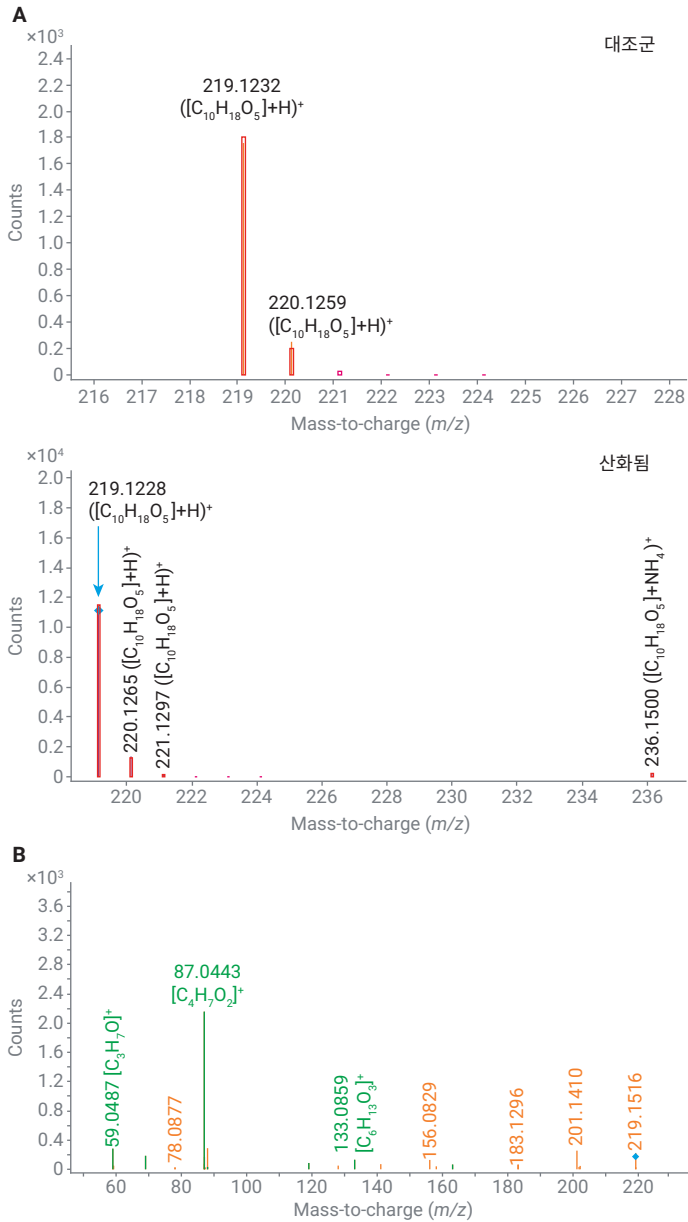 A
×10³
대조군
2.4
2.2
2.0
1.8
1.6
1.4
1.2
1.0
0.8
0.6
0.4
0.2
0
Counts
219.1232
([C₁₀H₁₈O₅]+H)⁺
220.1259
([C₁₀H₁₈O₅]+H)⁺
216 217 218 219 220 221 222 223 224 225 226 227 228
Mass-to-charge (m/z)
×10⁴
산화됨
2.0
1.8
1.6
1.4
1.2
1.0
0.8
0.6
0.4
0.2
0
Counts
219.1228
([C₁₀H₁₈O₅]+H)⁺
220.1265 ([C₁₀H₁₈O₅]+H)⁺
221.1297 ([C₁₀H₁₈O₅]+H)⁺
236.1500 ([C₁₀H₁₈O₅]+NH₄)⁺
220 222 224 226 228 230 232 234 236
Mass-to-charge (m/z)
B
×10³
3.6
3.2
2.8
2.4
2.0
1.6
1.2
0.8
0.4
0
Counts
59.0487 [C₃H₇O]⁺
78.0877
87.0443
[C₄H₇O₂]⁺
133.0859
[C₆H₁₃O₃]⁺
156.0829
183.1296
201.1410
219.1516
60 80 100 120 140 160 180 200 220
Mass-to-charge (m/z)